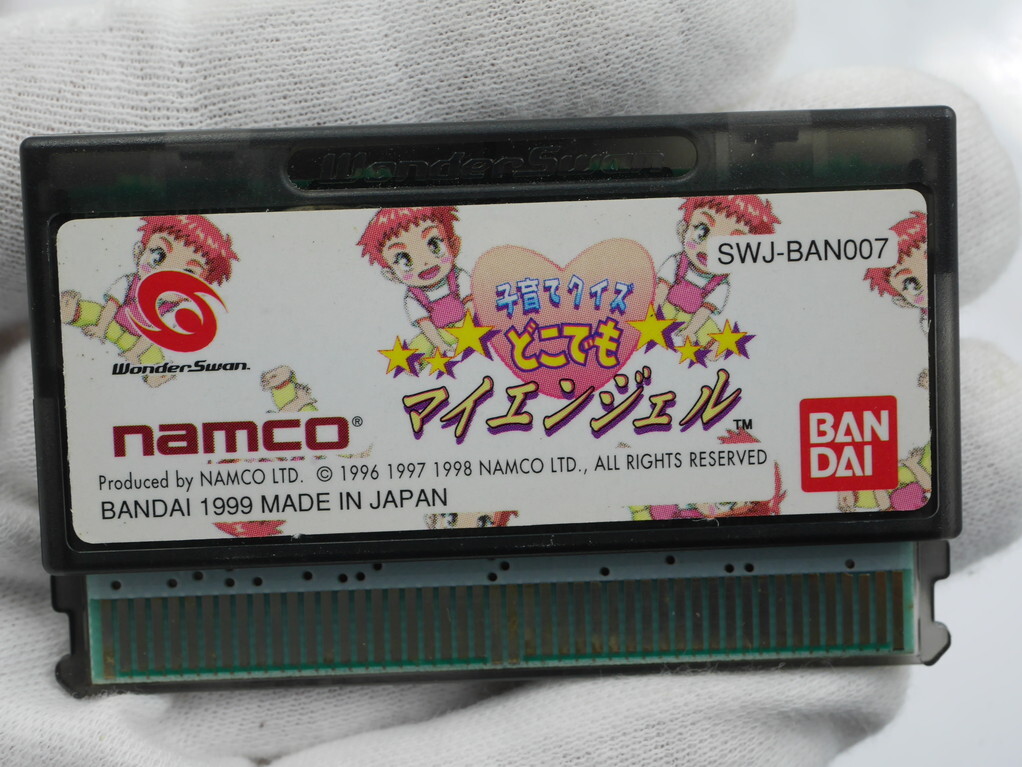 WonderSwan
SWJ-BAN007
子育てクイズ
どこでも
マイエンジェル™
WonderSwan.
namco®
BAN
DAI
Produced by NAMCO LTD. © 1996 1997 1998 NAMCO LTD., ALL RIGHTS RESERVED
BANDAI 1999 MADE IN JAPAN